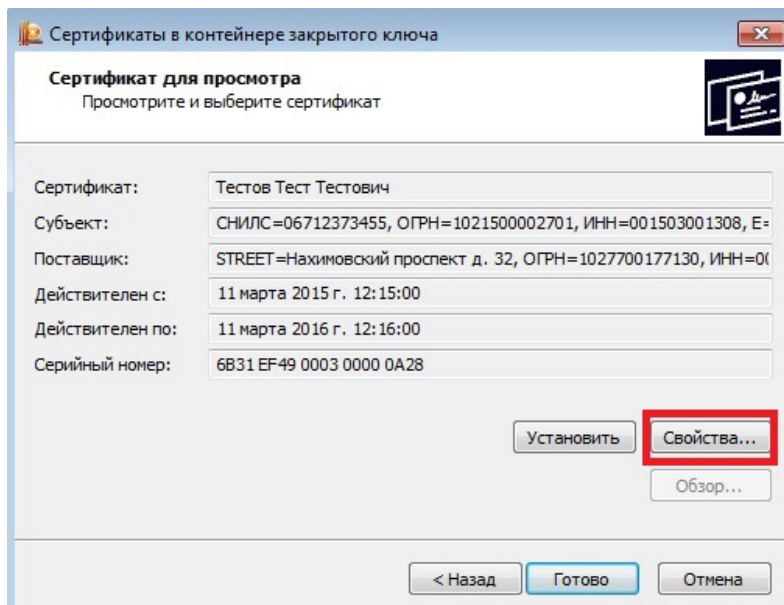 Сертификаты в контейнере закрытого ключа
Сертификат для просмотра
Просмотрите и выберите сертификат
Сертификат: Тестов Тест Тестович
Субъект: СНИЛС=06712373455, ОГРН=1021500002701, ИНН=001503001308, E=
Поставщик: STREET=Нахимовский проспект д. 32, ОГРН=1027700177130, ИНН=00
Действителен с: 11 марта 2015 г. 12:15:00
Действителен по: 11 марта 2016 г. 12:16:00
Серийный номер: 6B31 EF49 0003 0000 0A28
Установить Свойства...
Обзор...
< Назад Готово Отмена